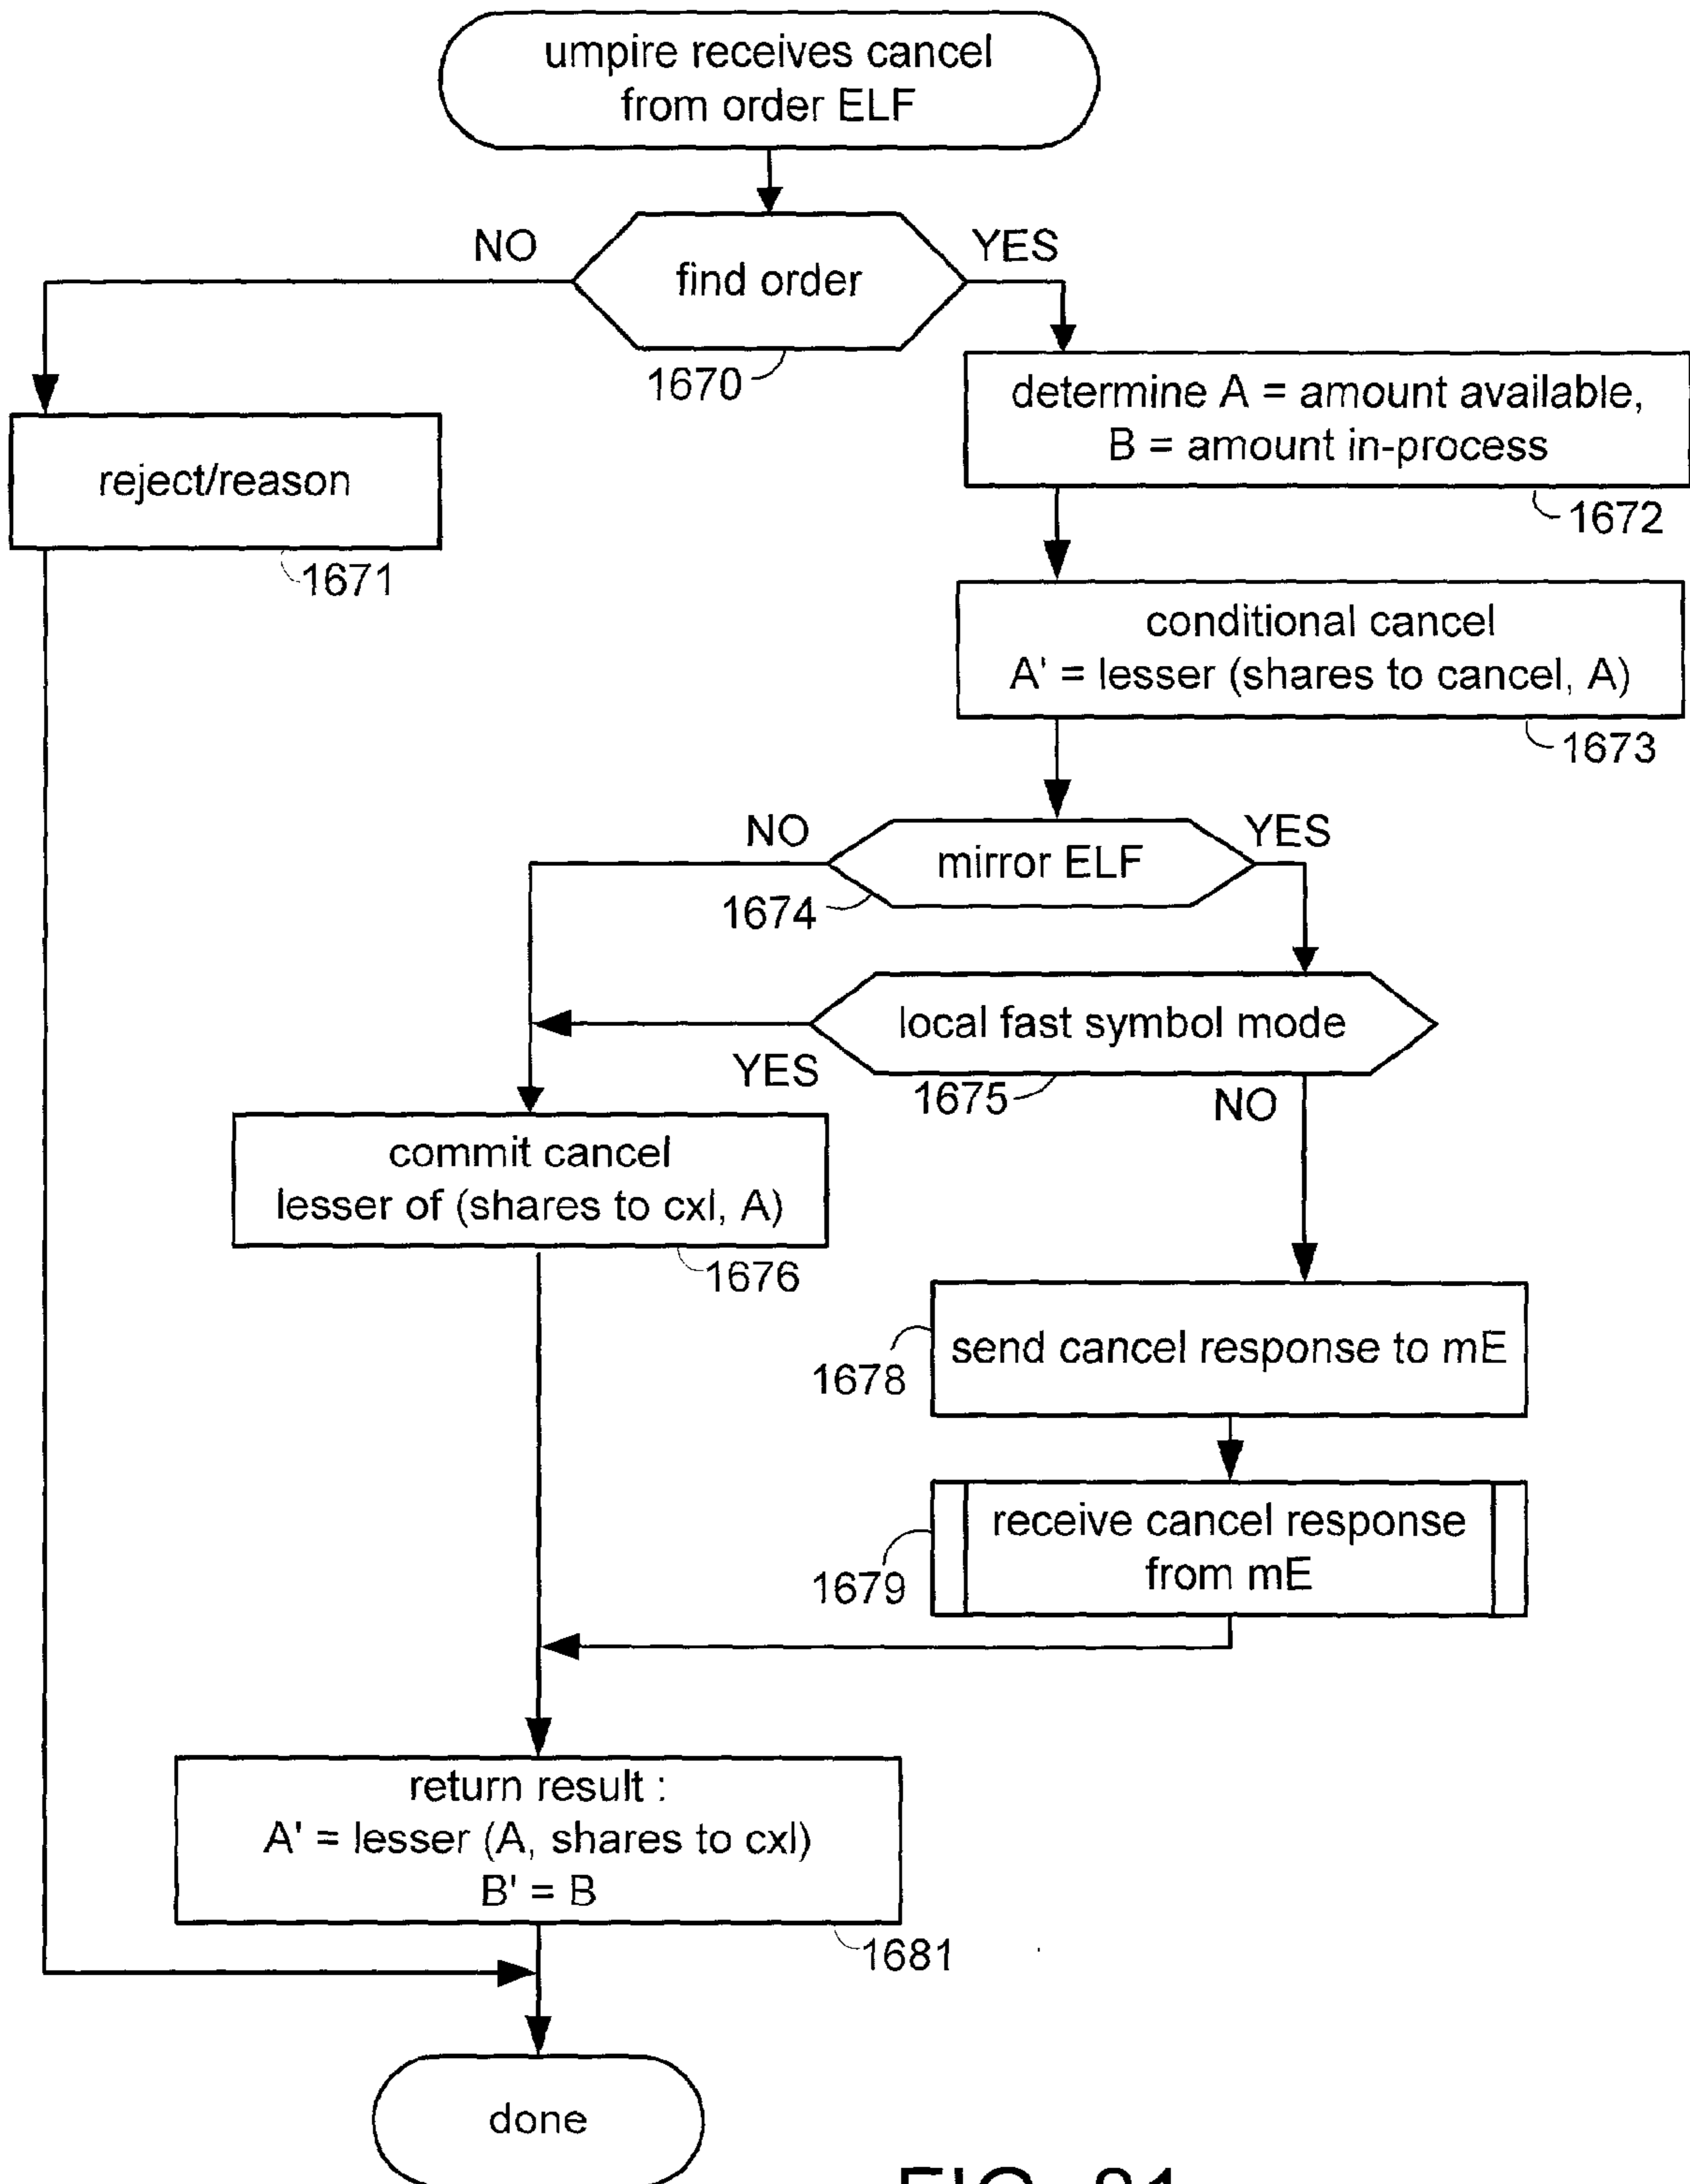 umpire receives cancel
from order ELF
NO
YES
find order
1670
determine A = amount available,
B = amount in-process
1672
reject/reason
1671
conditional cancel
A' = lesser (shares to cancel, A)
1673
NO
YES
mirror ELF
1674
local fast symbol mode
YES
1675
NO
commit cancel
lesser of (shares to cxl, A)
1676
send cancel response to mE
1678
receive cancel response
from mE
1679
return result :
A' = lesser (A, shares to cxl)
B' = B
1681
done